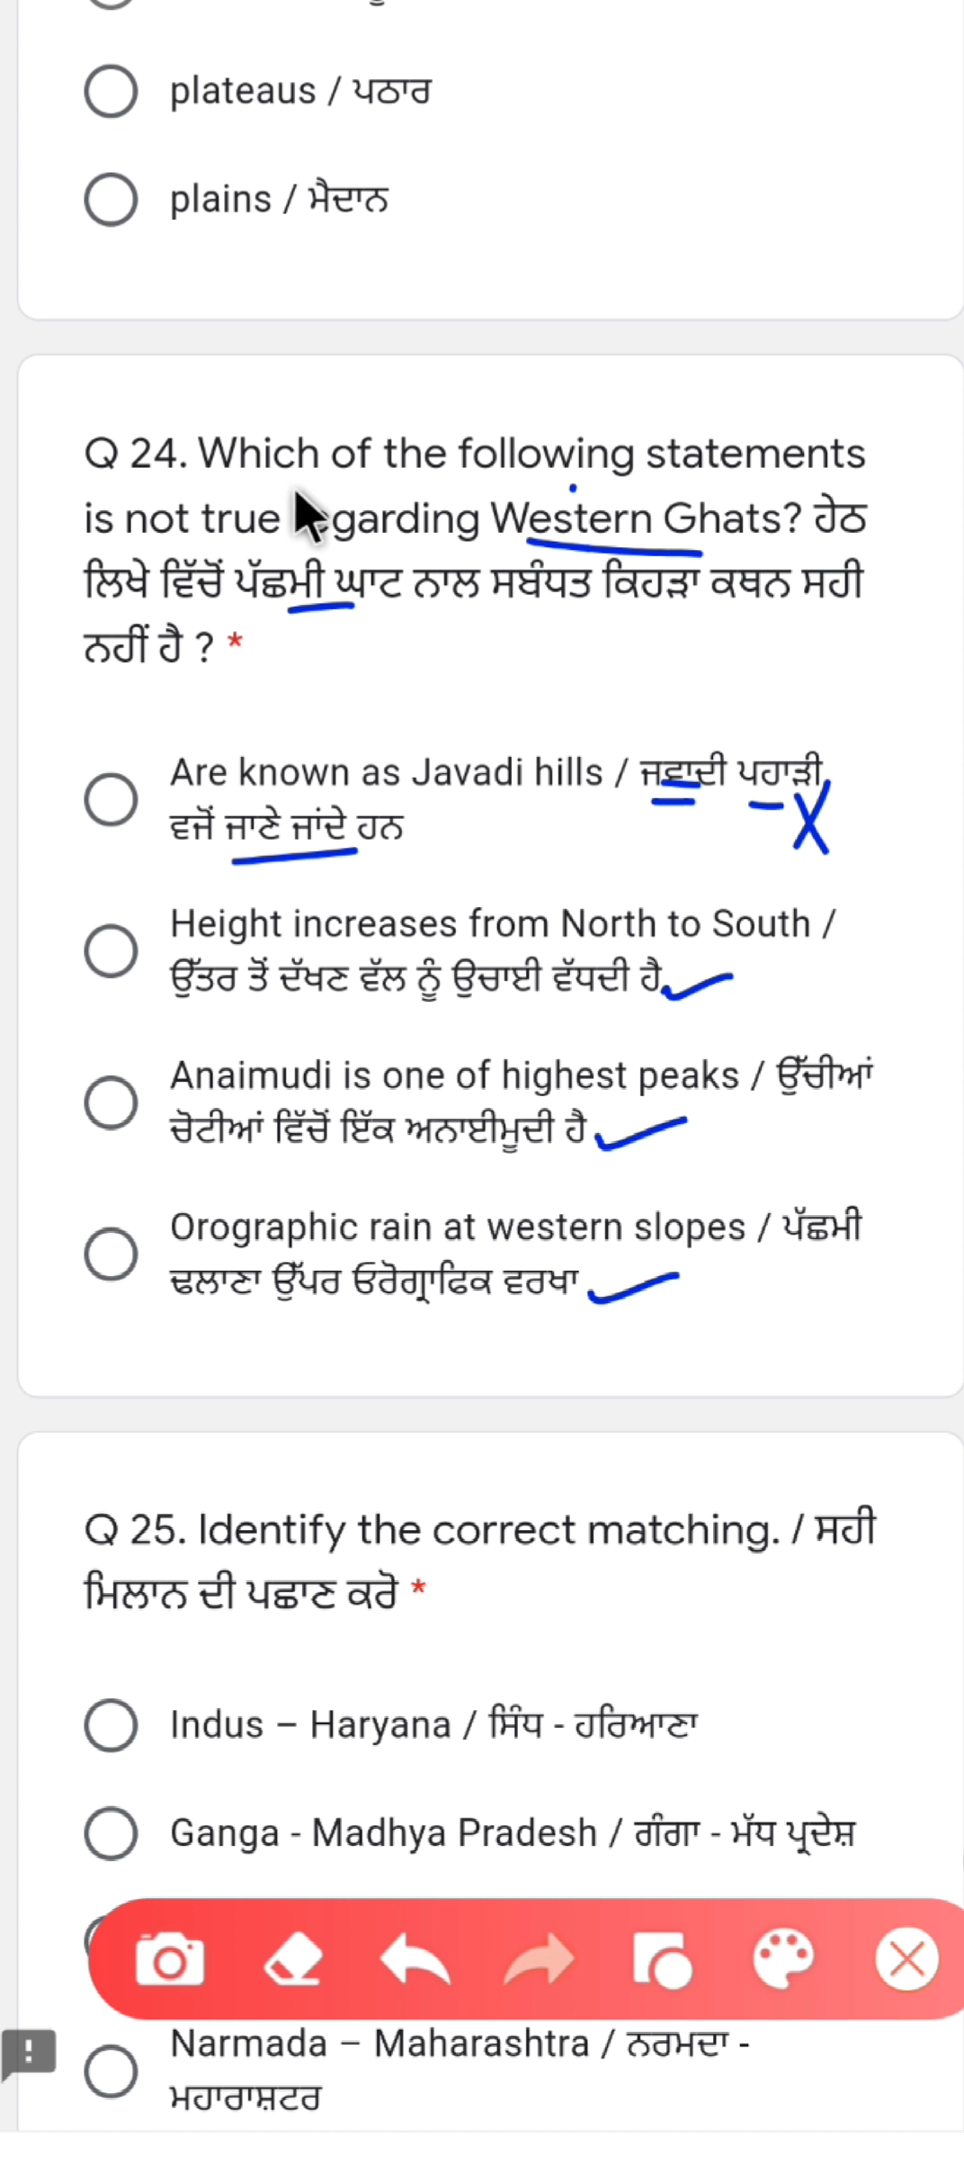 plateaus / ਪਠਾਰ
plains / ਮੈਦਾਨ
Q 24. Which of the following statements
is not true garding Western Ghats? ਹੇਠ
ਲਿਖੇ ਵਿੱਚੋਂ ਪੱਛਮੀ ਘਾਟ ਨਾਲ ਸਬੰਧਤ ਕਿਹੜਾ ਕਥਨ ਸਹੀ
ਨਹੀਂ ਹੈ ? *
Are known as Javadi hills / ਜਵਾਦੀ ਪਹਾੜੀ
ਵਜੋਂ ਜਾਣੇ ਜਾਂਦੇ ਹਨ
Height increases from North to South /
ਉੱਤਰ ਤੋਂ ਦੱਖਣ ਵੱਲ ਨੂੰ ਉਚਾਈ ਵੱਧਦੀ ਹੈ
Anaimudi is one of highest peaks / ਉੱਚੀਆਂ
ਚੋਟੀਆਂ ਵਿੱਚੋਂ ਇੱਕ ਅਨਾਈਮੂਦੀ ਹੈ
Orographic rain at western slopes / ਪੱਛਮੀ
ਢਲਾਣਾ ਉੱਪਰ ਓਰੋਗ੍ਰਾਫਿਕ ਵਰਖਾ
Q 25. Identify the correct matching. / ਸਹੀ
ਮਿਲਾਨ ਦੀ ਪਛਾਣ ਕਰੋ *
Indus – Haryana / ਸਿੰਧ - ਹਰਿਆਣਾ
Ganga - Madhya Pradesh / ਗੰਗਾ - ਮੱਧ ਪ੍ਰਦੇਸ਼
Narmada – Maharashtra / ਨਰਮਦਾ -
ਮਹਾਰਾਸ਼ਟਰ